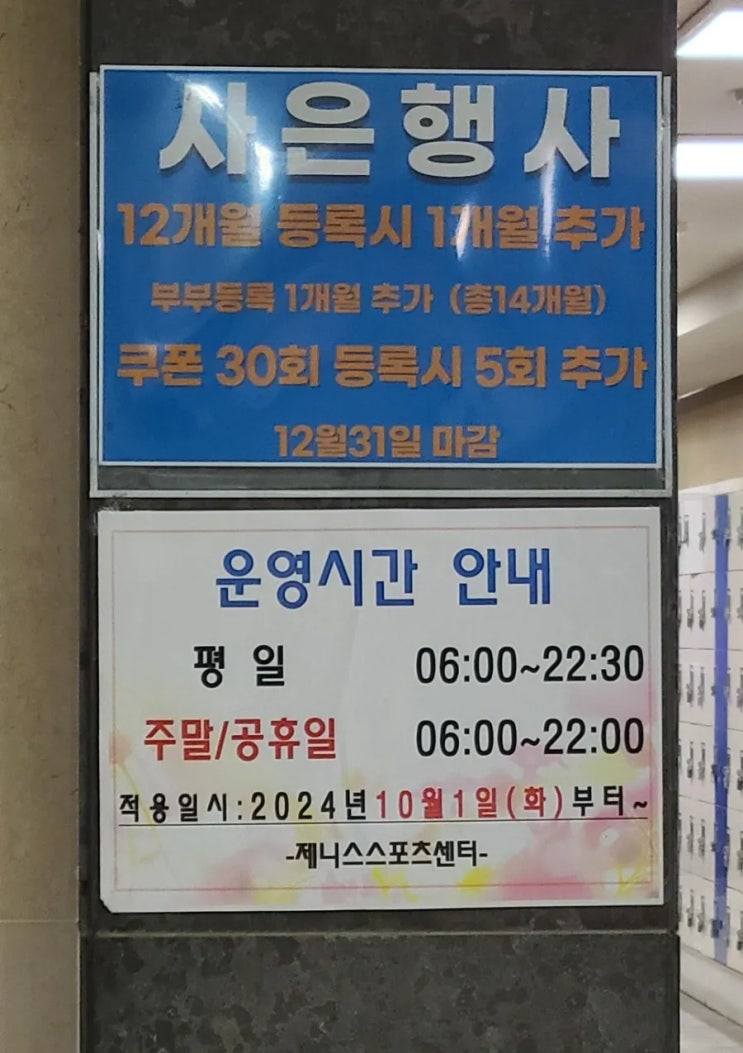 사은행사
12개월 등록시 1개월 추가
부부등록 1개월 추가 (총14개월)
쿠폰 30회 등록시 5회 추가
12월31일 마감
운영시간 안내
평 일 06:00~22:30
주말/공휴일 06:00~22:00
적용일시:2024년10월1일(화)부터~
-제니스스포츠센터-